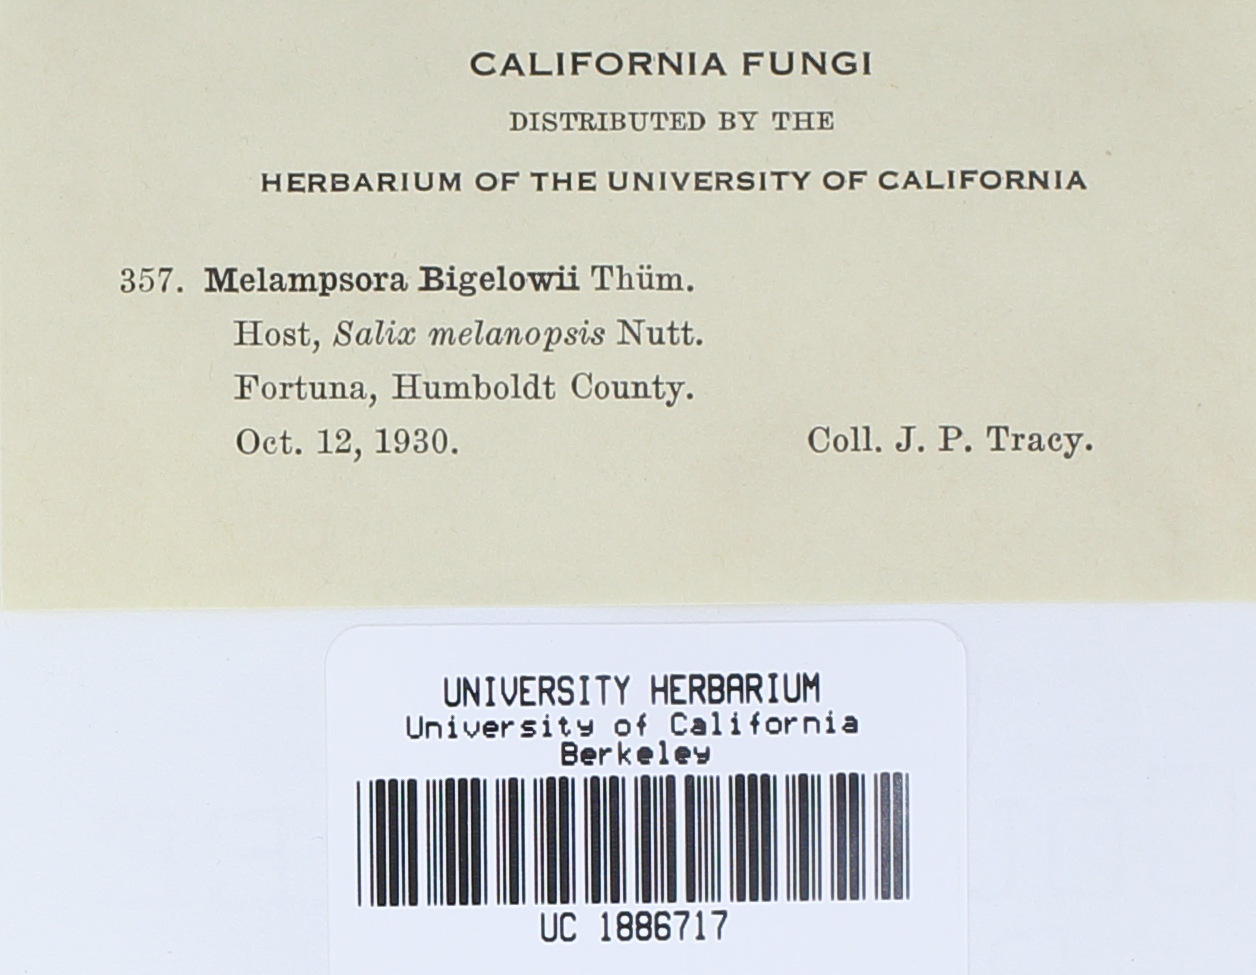 CALIFORNIA FUNGI
DISTRIBUTED BY THE
HERBARIUM OF THE UNIVERSITY OF CALIFORNIA
357. Melampsora Bigelowii Thüm.
Host, Salix melanopsis Nutt.
Fortuna, Humboldt County.
Oct. 12, 1930. Coll. J. P. Tracy.
UNIVERSITY HERBARIUM
University of California
Berkeley
UC 1886717